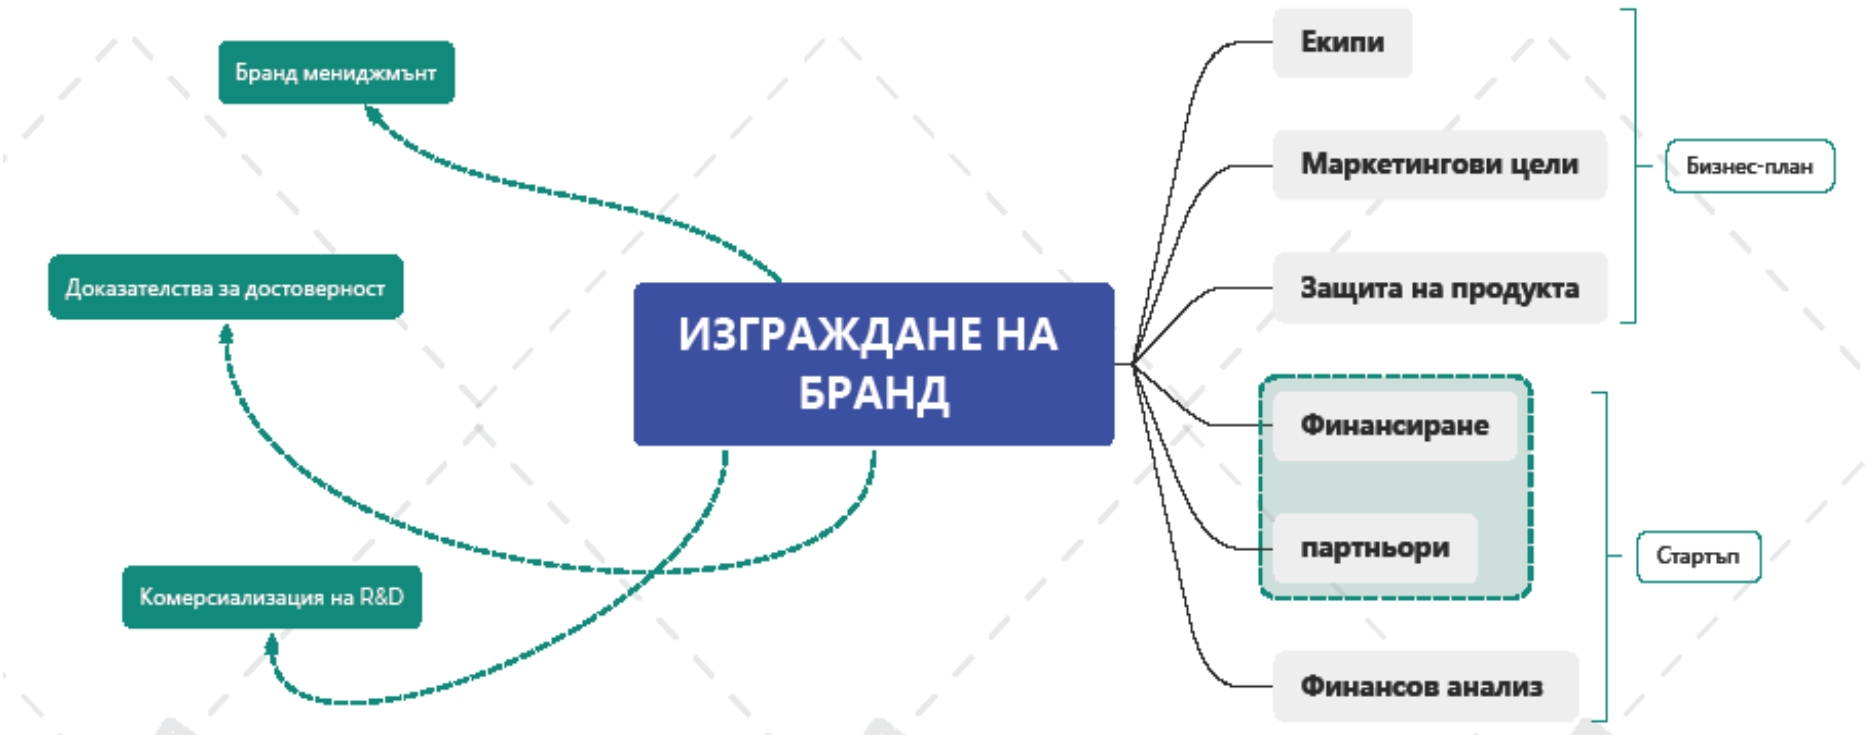 Бранд мениджмънт
Доказателства за достоверност
Комерсиализация на R&D
ИЗГРАЖДАНЕ НА
БРАНД
Екипи
Маркетингови цели
Защита на продукта
Бизнес-план
Финансиране
партньори
Финансов анализ
Стартъп